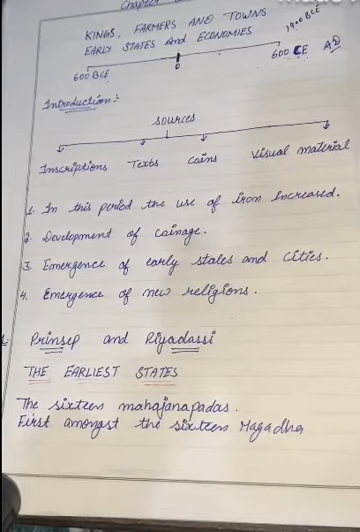 Chapter
KINGS, FARMERS AND TOWNS
EARLY STATES And ECONOMIES
1900 BCE
600 BCE
0
600 CE AD
Introduction:-
sources
Inscriptions Texts Coins Visual material
1. In this period the use of iron increased.
2. Development of coinage.
3. Emergence of early states and cities.
4. Emergence of new religions.
Prinsep and Piyadassi
THE EARLIEST STATES
The sixteen mahajanapadas.
First amongst the sixteen Magadha